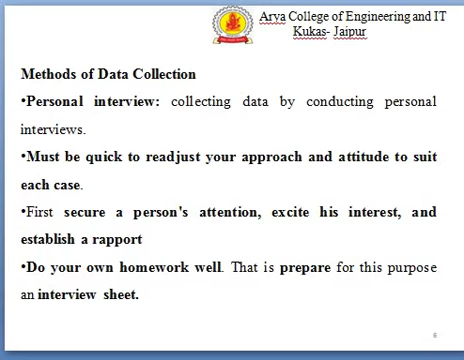 Arya College of Engineering and IT
Kukas- Jaipur
Methods of Data Collection
•Personal interview: collecting data by conducting personal
interviews.
•Must be quick to readjust your approach and attitude to suit
each case.
•First secure a person's attention, excite his interest, and
establish a rapport
•Do your own homework well. That is prepare for this purpose
an interview sheet.
6